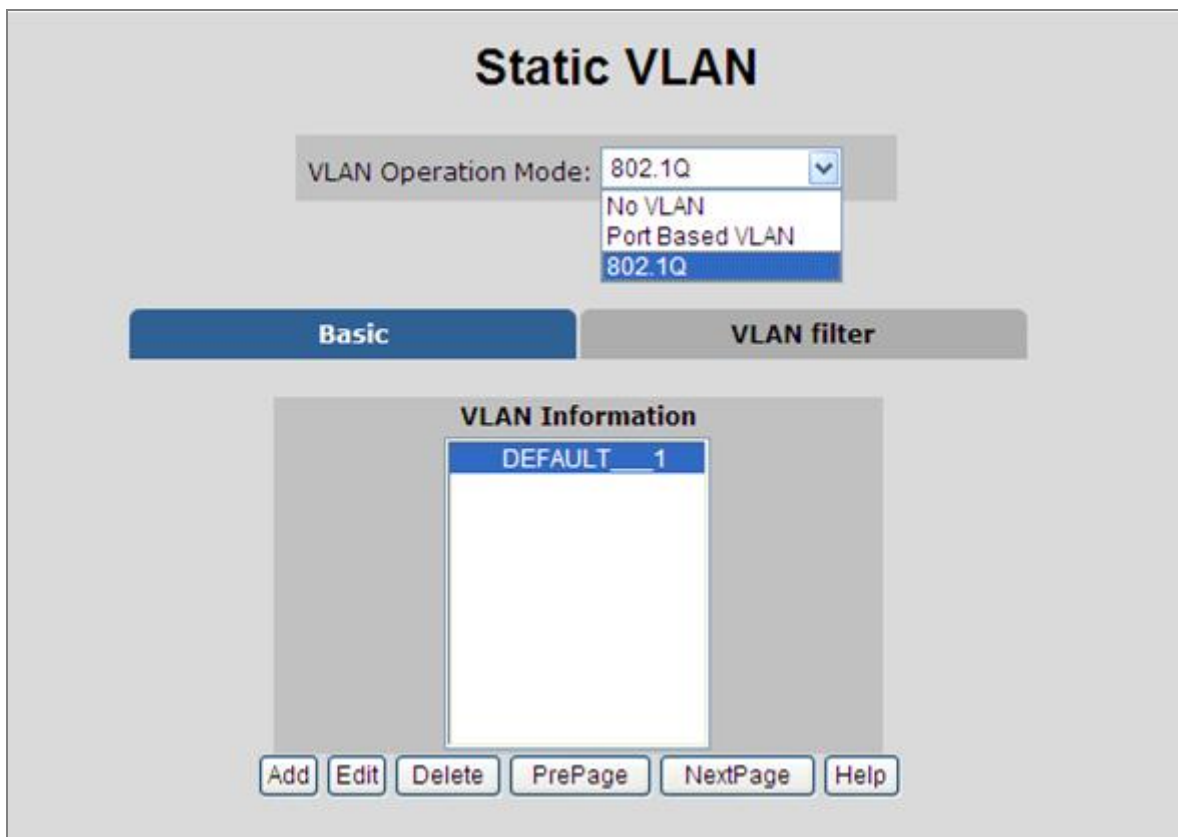 Static VLAN
VLAN Operation Mode: 802.1Q
No VLAN
Port Based VLAN
802.1Q
Basic VLAN filter
VLAN Information
DEFAULT___1
Add Edit Delete PrePage NextPage Help